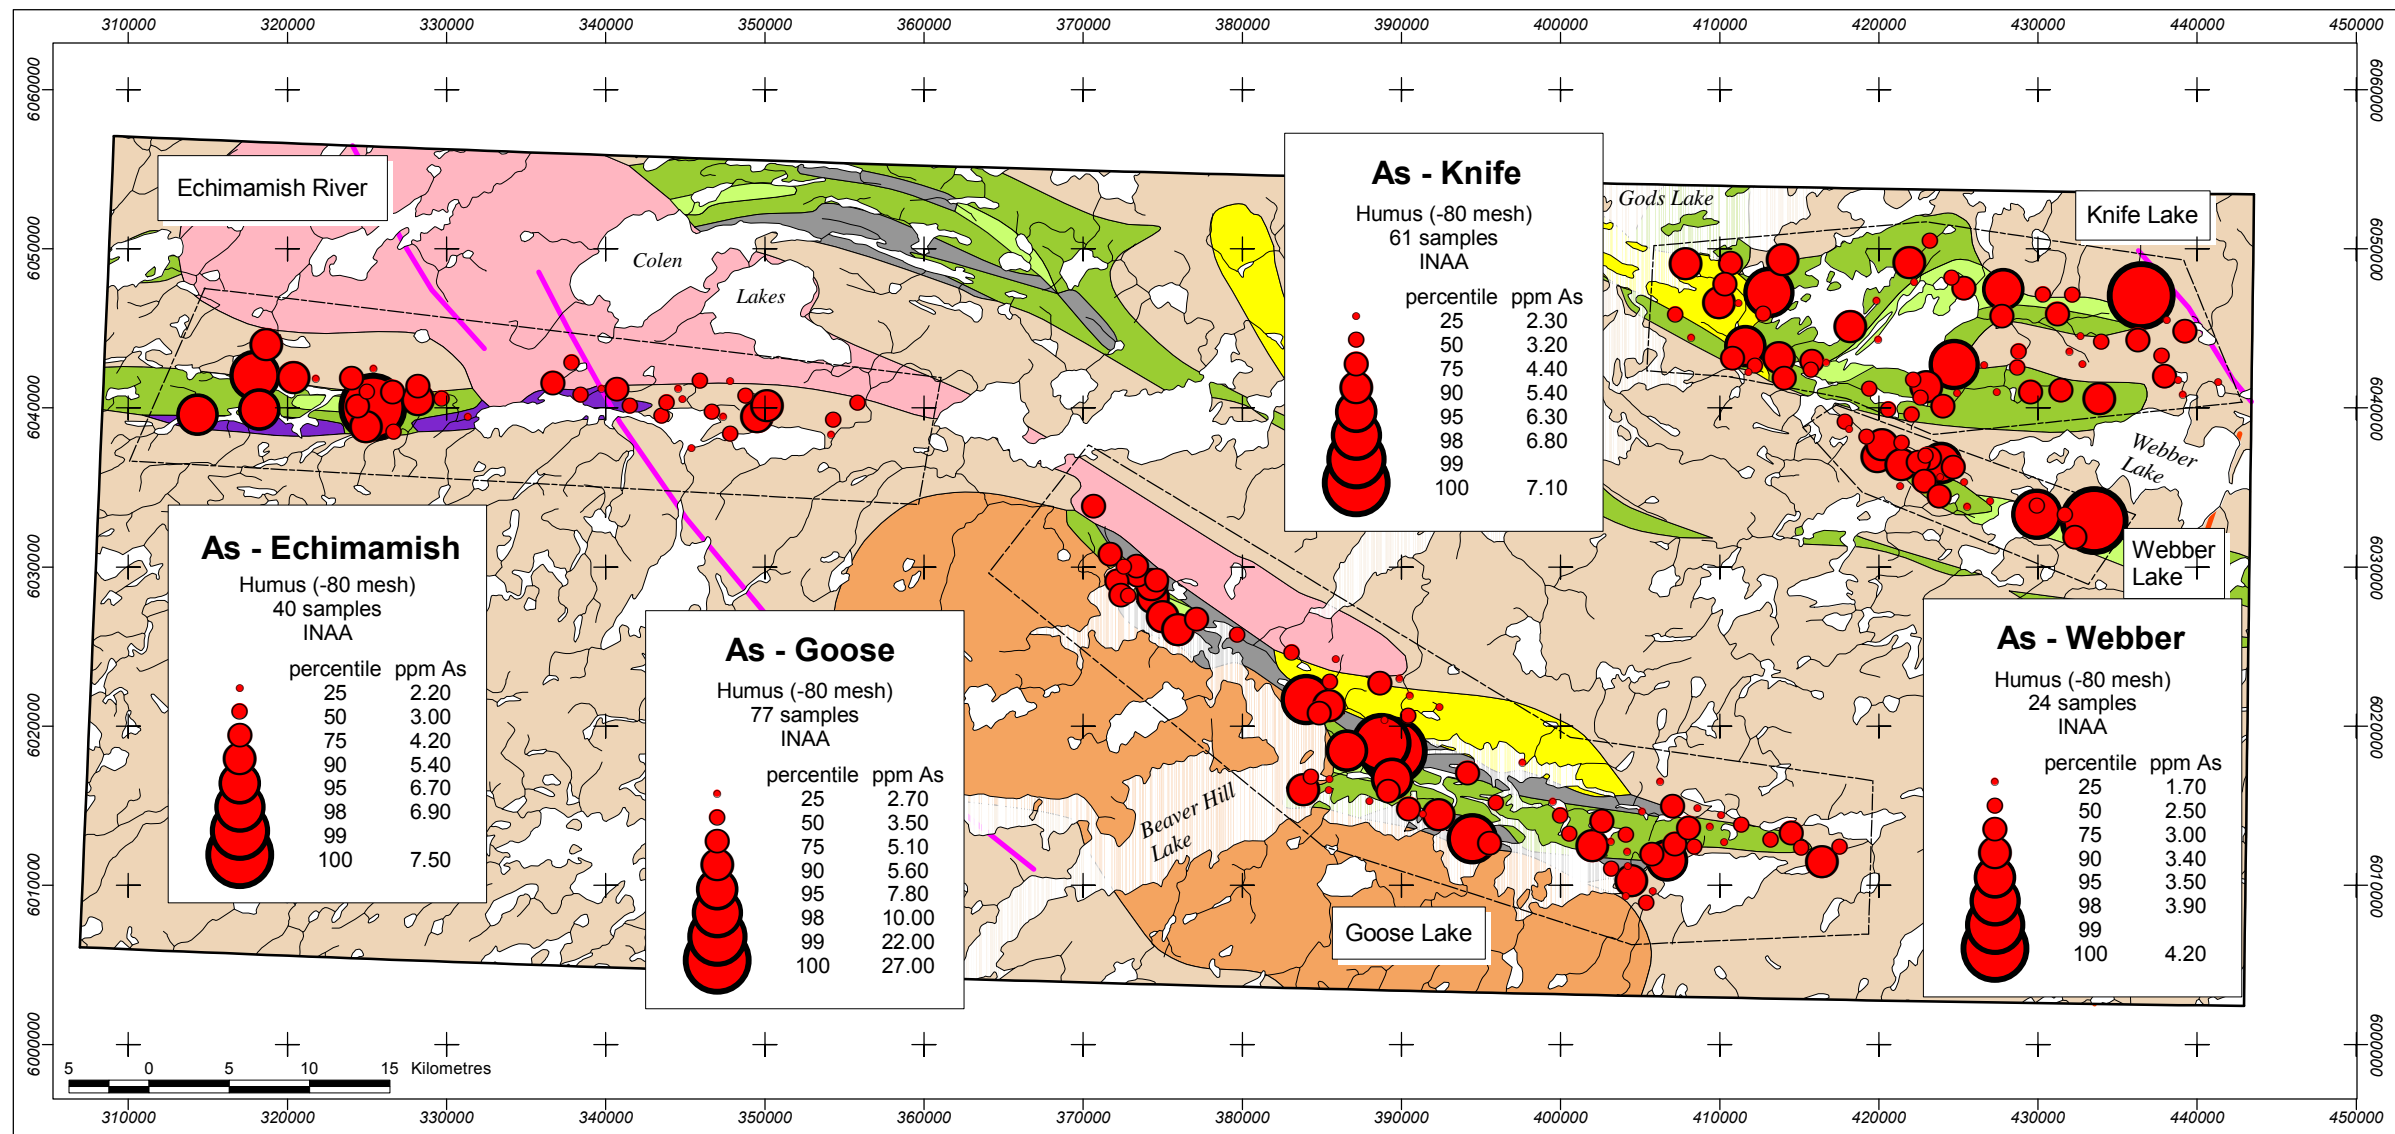 310000 320000 330000 340000 350000 360000 370000 380000 390000 400000 410000 420000 430000 440000 450000
6060000
6050000
6040000
6030000
6020000
6010000
6000000
6060000
6050000
6040000
6030000
6020000
6010000
6000000
Echimamish River
Colen
Lakes
Gods Lake
Knife Lake
Webber
Lake
Webber
Lake
Beaver Hill
Lake
Goose Lake
As - Knife
Humus (-80 mesh)
61 samples
INAA
percentile ppm As
25 2.30
50 3.20
75 4.40
90 5.40
95 6.30
98 6.80
99
100 7.10
As - Echimamish
Humus (-80 mesh)
40 samples
INAA
percentile ppm As
25 2.20
50 3.00
75 4.20
90 5.40
95 6.70
98 6.90
99
100 7.50
As - Goose
Humus (-80 mesh)
77 samples
INAA
percentile ppm As
25 2.70
50 3.50
75 5.10
90 5.60
95 7.80
98 10.00
99 22.00
100 27.00
As - Webber
Humus (-80 mesh)
24 samples
INAA
percentile ppm As
25 1.70
50 2.50
75 3.00
90 3.40
95 3.50
98 3.90
99
100 4.20
5 0 5 10 15 Kilometres
310000 320000 330000 340000 350000 360000 370000 380000 390000 400000 410000 420000 430000 440000 450000